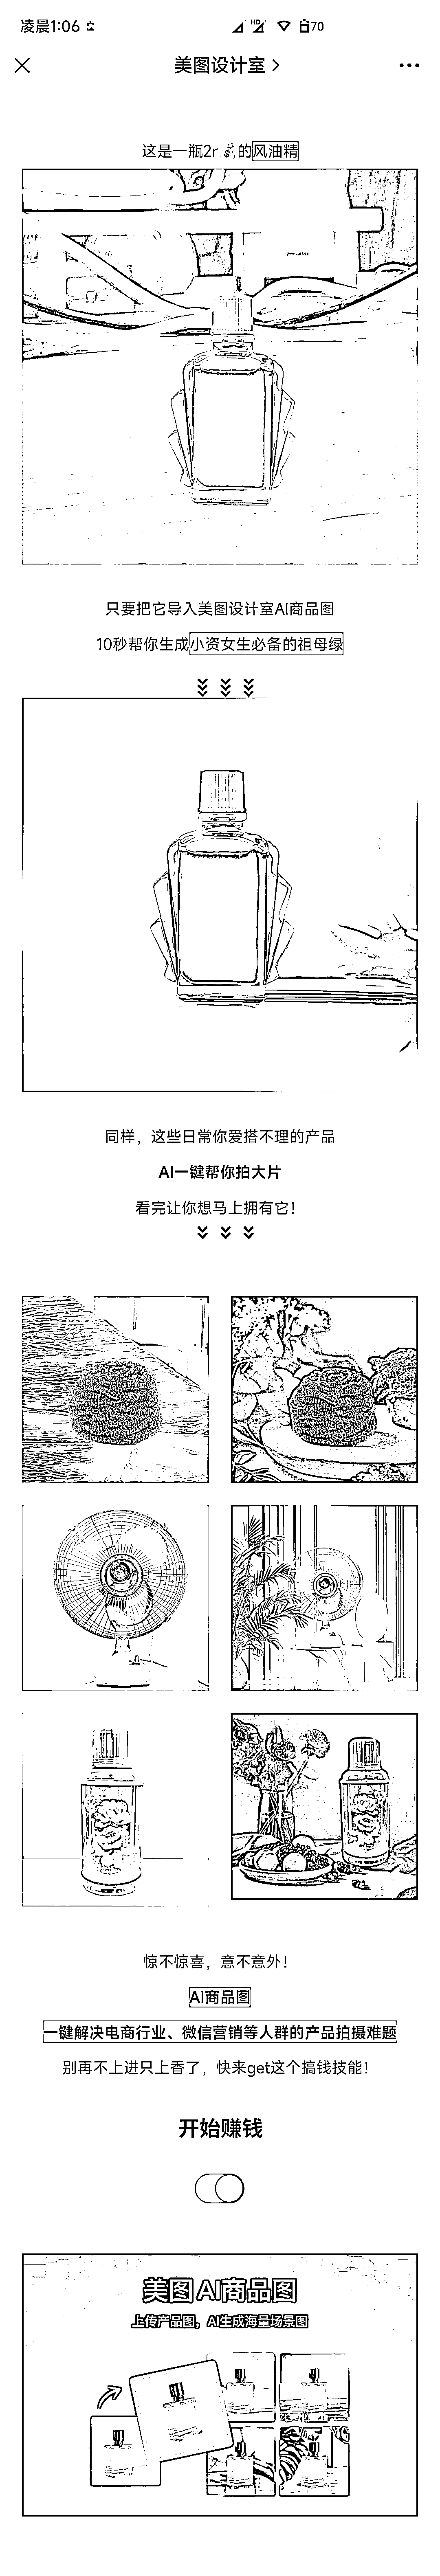 凌晨1:06
HD
70
美图设计室
这是一瓶2r 的风油精
只要把它导入美图设计室AI商品图
10秒帮你生成小资女生必备的祖母绿
同样，这些日常你爱搭不理的产品
AI一键帮你拍大片
看完让你想马上拥有它！
惊不惊喜，意不意外！
AI商品图
一键解决电商行业、微信营销等人群的产品拍摄难题
别再不上进只上香了，快来get这个搞钱技能！
开始赚钱
美图AI商品图
上传产品图，AI生成海量场景图